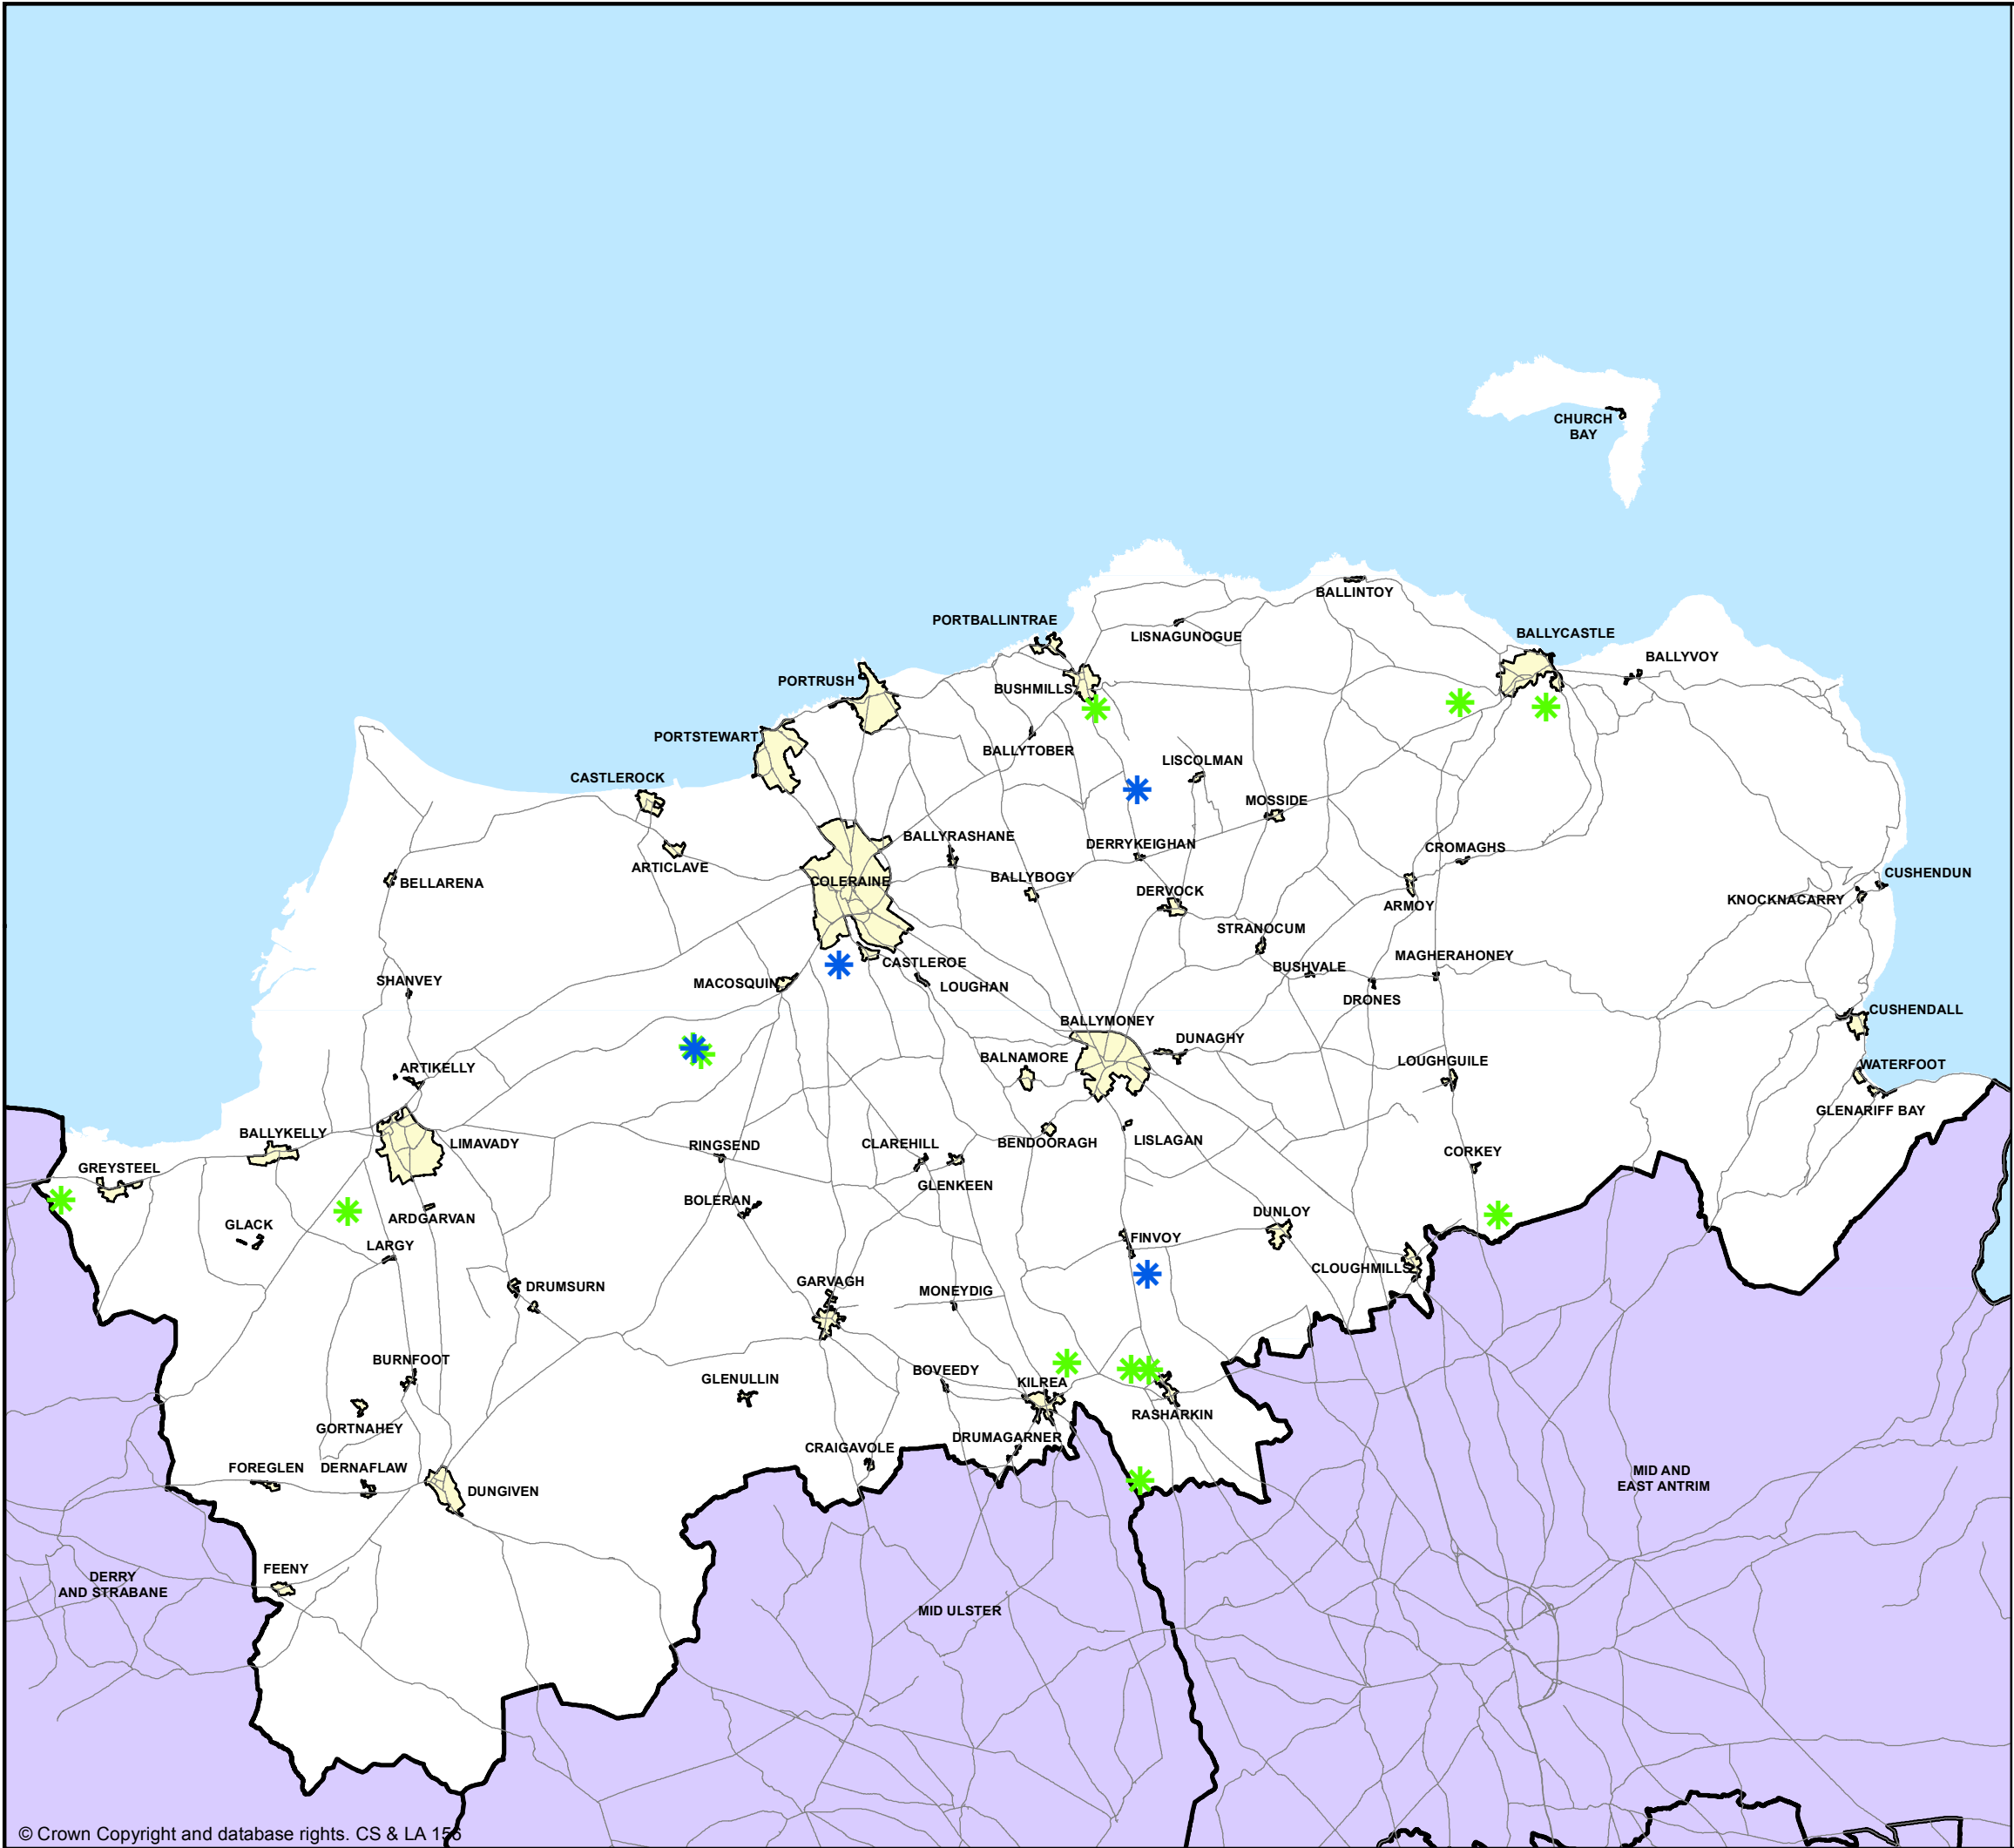 CHURCH
BAY
BALLINTOY
PORTBALLINTRAE
LISNAGUNOGUE
BALLYCASTLE
BALLYVOY
PORTRUSH
BUSHMILLS
PORTSTEWART
BALLYTOBER
LISCOLMAN
CASTLEROCK
MOSSIDE
BALLYRASHANE
DERRYKEIGHAN
CROMAGHS
ARTICLAVE
COLERAINE
BALLYBOGY
BELLARENA
DERVOCK
ARMOY
KNOCKNACARRY
CUSHENDUN
STRANOCUM
MACOSQUIN
CASTLEROE
LOUGHAN
BUSHVALE
MAGHERAHONEY
DRONES
SHANVEY
CUSHENDALL
BALLYMONEY
DUNAGHY
BALNAMORE
LOUGHGUILE
WATERFOOT
ARTIKELLY
GLENARIFF BAY
BALLYKELLY
LIMAVADY
RINGSEND
CLAREHILL
BENDOORAGH
LISLAGAN
CORKEY
GREYSTEEL
GLENKEEN
BOLERAN
ARDGARVAN
GLACK
LARGY
DUNLOY
FINVOY
CLOUGHMILLS
DRUMSURN
GARVAGH
MONEYDIG
BURNFOOT
GLENULLIN
BOVEEDY
KILREA
RASHARKIN
GORTNAHEY
DRUMAGARNER
CRAIGAVOLE
FOREGLEN
DERNAFLAW
DUNGIVEN
MID AND
EAST ANTRIM
FEENY
DERRY
AND STRABANE
MID ULSTER
© Crown Copyright and database rights. CS & LA 156